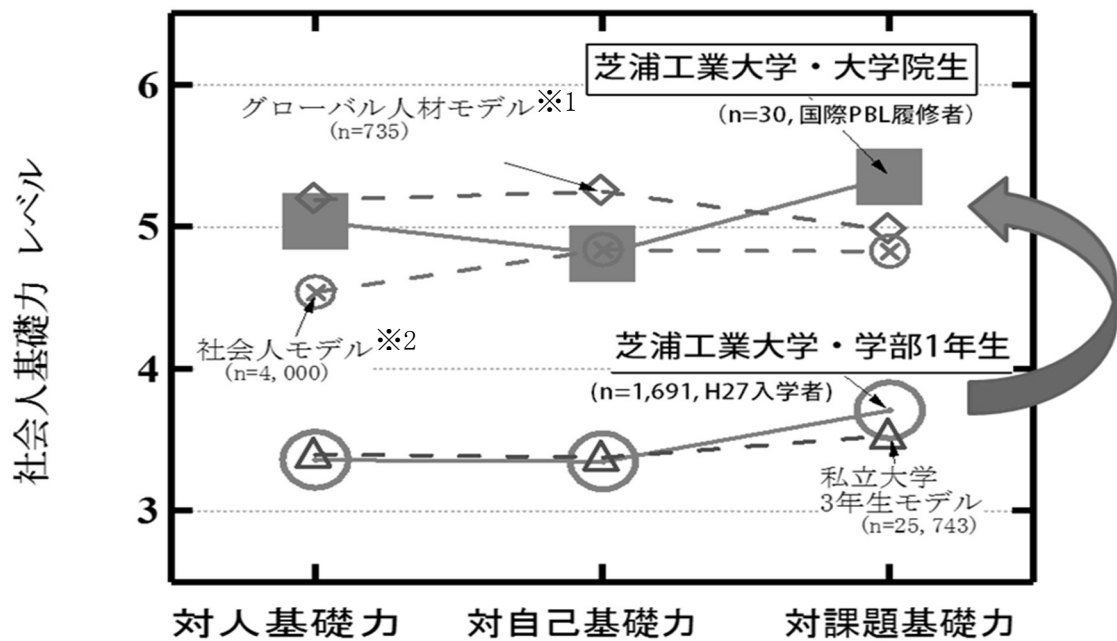 社会人基礎力 レベル
6
5
4
3
芝浦工業大学・大学院生
(n=30, 国際PBL履修者)
グローバル人材モデル※1
(n=735)
社会人モデル※2
(n=4,000)
芝浦工業大学・学部1年生
(n=1,691, H27入学者)
私立大学
3年生モデル
(n=25,743)
対人基礎力 対自己基礎力 対課題基礎力